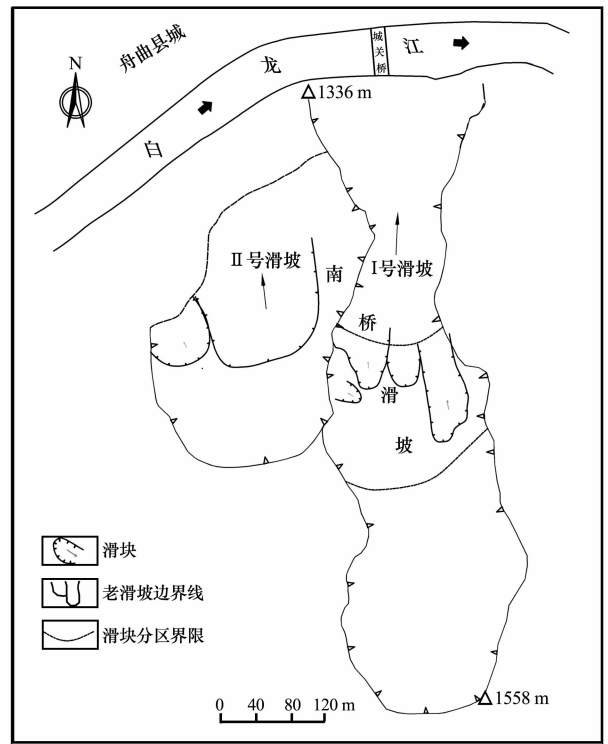 舟曲县城
N
白 龙 江
城关桥
1336 m
II号滑坡
I号滑坡
南桥滑坡
滑块
老滑坡边界线
滑块分区界限
0 40 80 120 m
1558 m